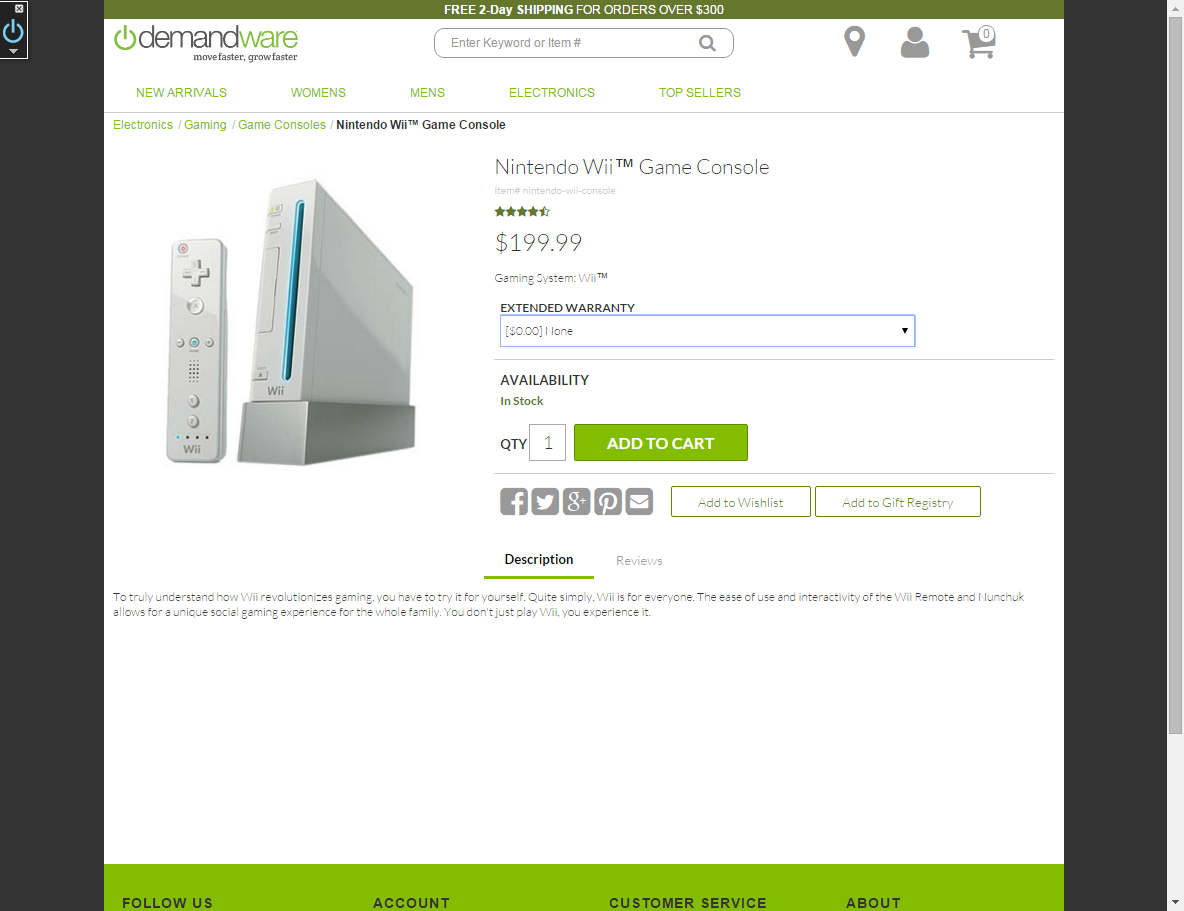 FREE 2-Day SHIPPING FOR ORDERS OVER $300
demandware
move faster, grow faster
Enter Keyword or Item #
0
NEW ARRIVALS WOMENS MENS ELECTRONICS TOP SELLERS
Electronics / Gaming / Game Consoles / Nintendo Wii™ Game Console
Nintendo Wii™ Game Console
Item# nintendo-wii-console
$199.99
Gaming System: Wii™
EXTENDED WARRANTY
[$0.00] None
AVAILABILITY
In Stock
QTY 1 ADD TO CART
Add to Wishlist Add to Gift Registry
Wii
Wii
Description Reviews
To truly understand how Wii revolutionizes gaming, you have to try it for yourself. Quite simply, Wii is for everyone. The ease of use and interactivity of the Wii Remote and Nunchuk
allows for a unique social gaming experience for the whole family. You don't just play Wii, you experience it.
FOLLOW US ACCOUNT CUSTOMER SERVICE ABOUT